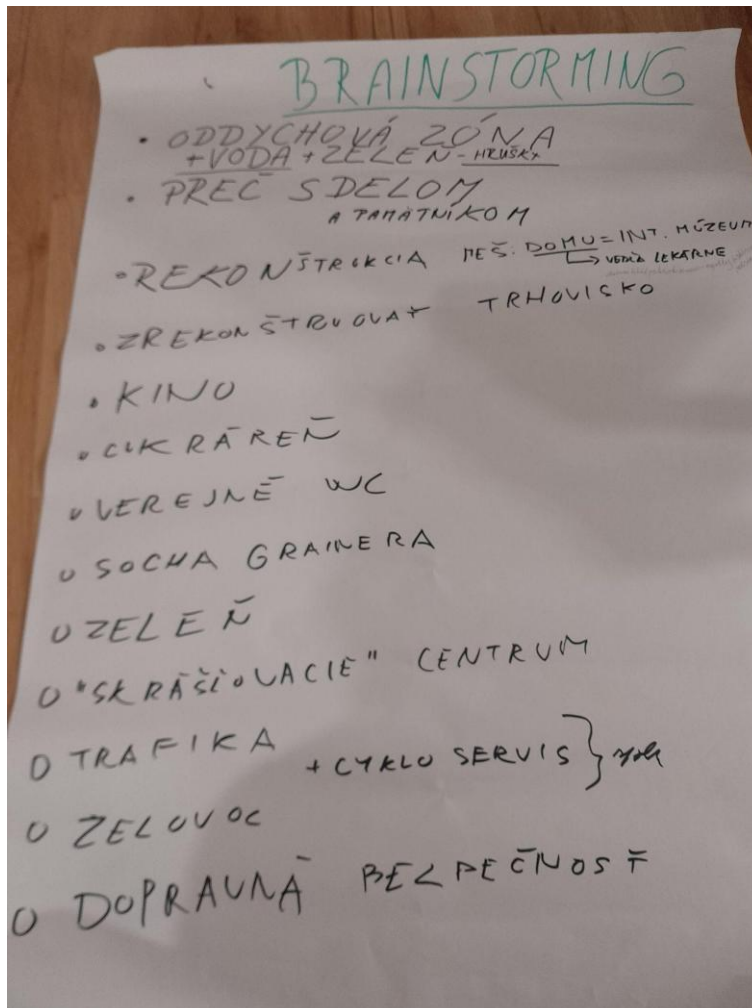 BRAINSTORMING
• ODDYCHOVÁ ZÓNA
+VODA + ZELEŇ - HRUŠKY
• PREČ S DELOM
A PAMÄTNÍKOM
• REKONŠTRUKCIA MEŠ. DOMU = INT. MÚZEUM
↳ VEDĽA LEKÁRNE
• ZREKONŠTRUOVAŤ TRHOVISKO
• KINO
• CUKRÁREŇ
• VEREJNÉ WC
• SOCHA GRAINERA
• ZELEŇ
• "SKRÁŠĽOVACIE" CENTRUM
• TRAFIKA + CYKLO SERVIS }
• ZELOVOC
• DOPRAVNÁ BEZPEČNOSŤ